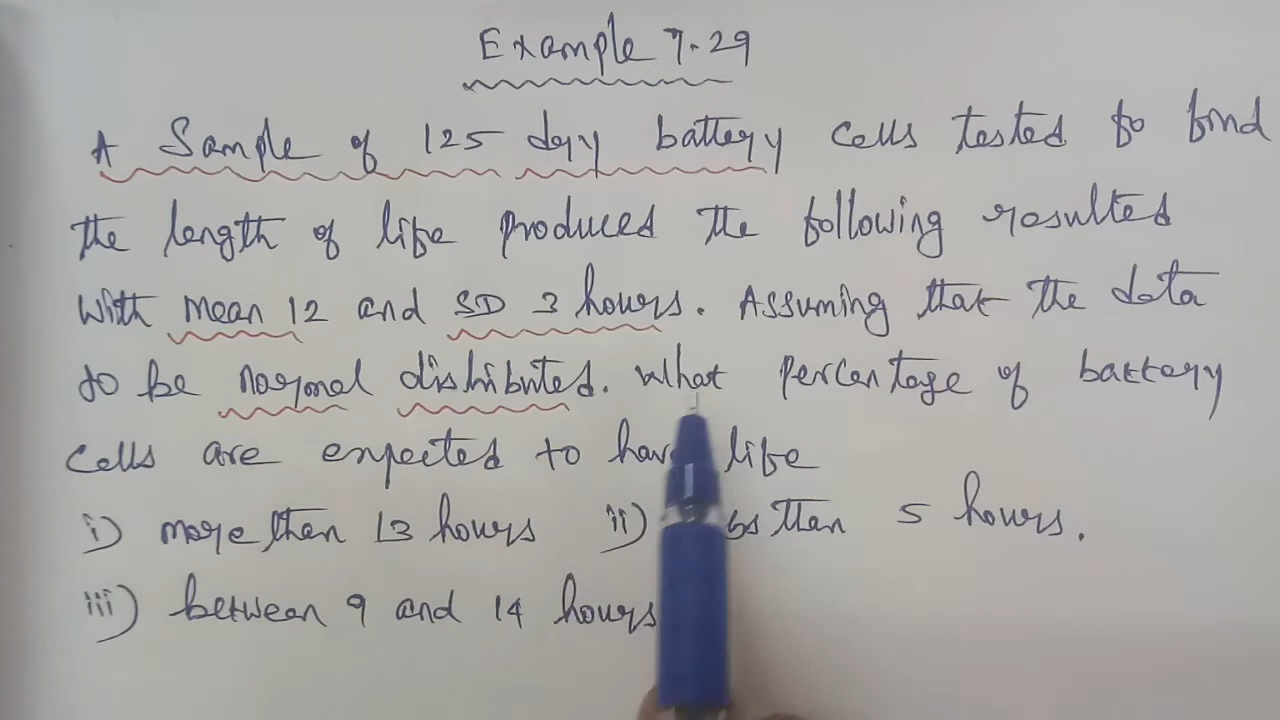 Example 7.29
A Sample of 125 dry battery cells tested to find
the length of life produced the following resulted
with mean 12 and SD 3 hours. Assuming that the data
to be normal distributed. What percentage of battery
cells are expected to have life
i) more than 13 hours ii) than 5 hours.
iii) between 9 and 14 hours